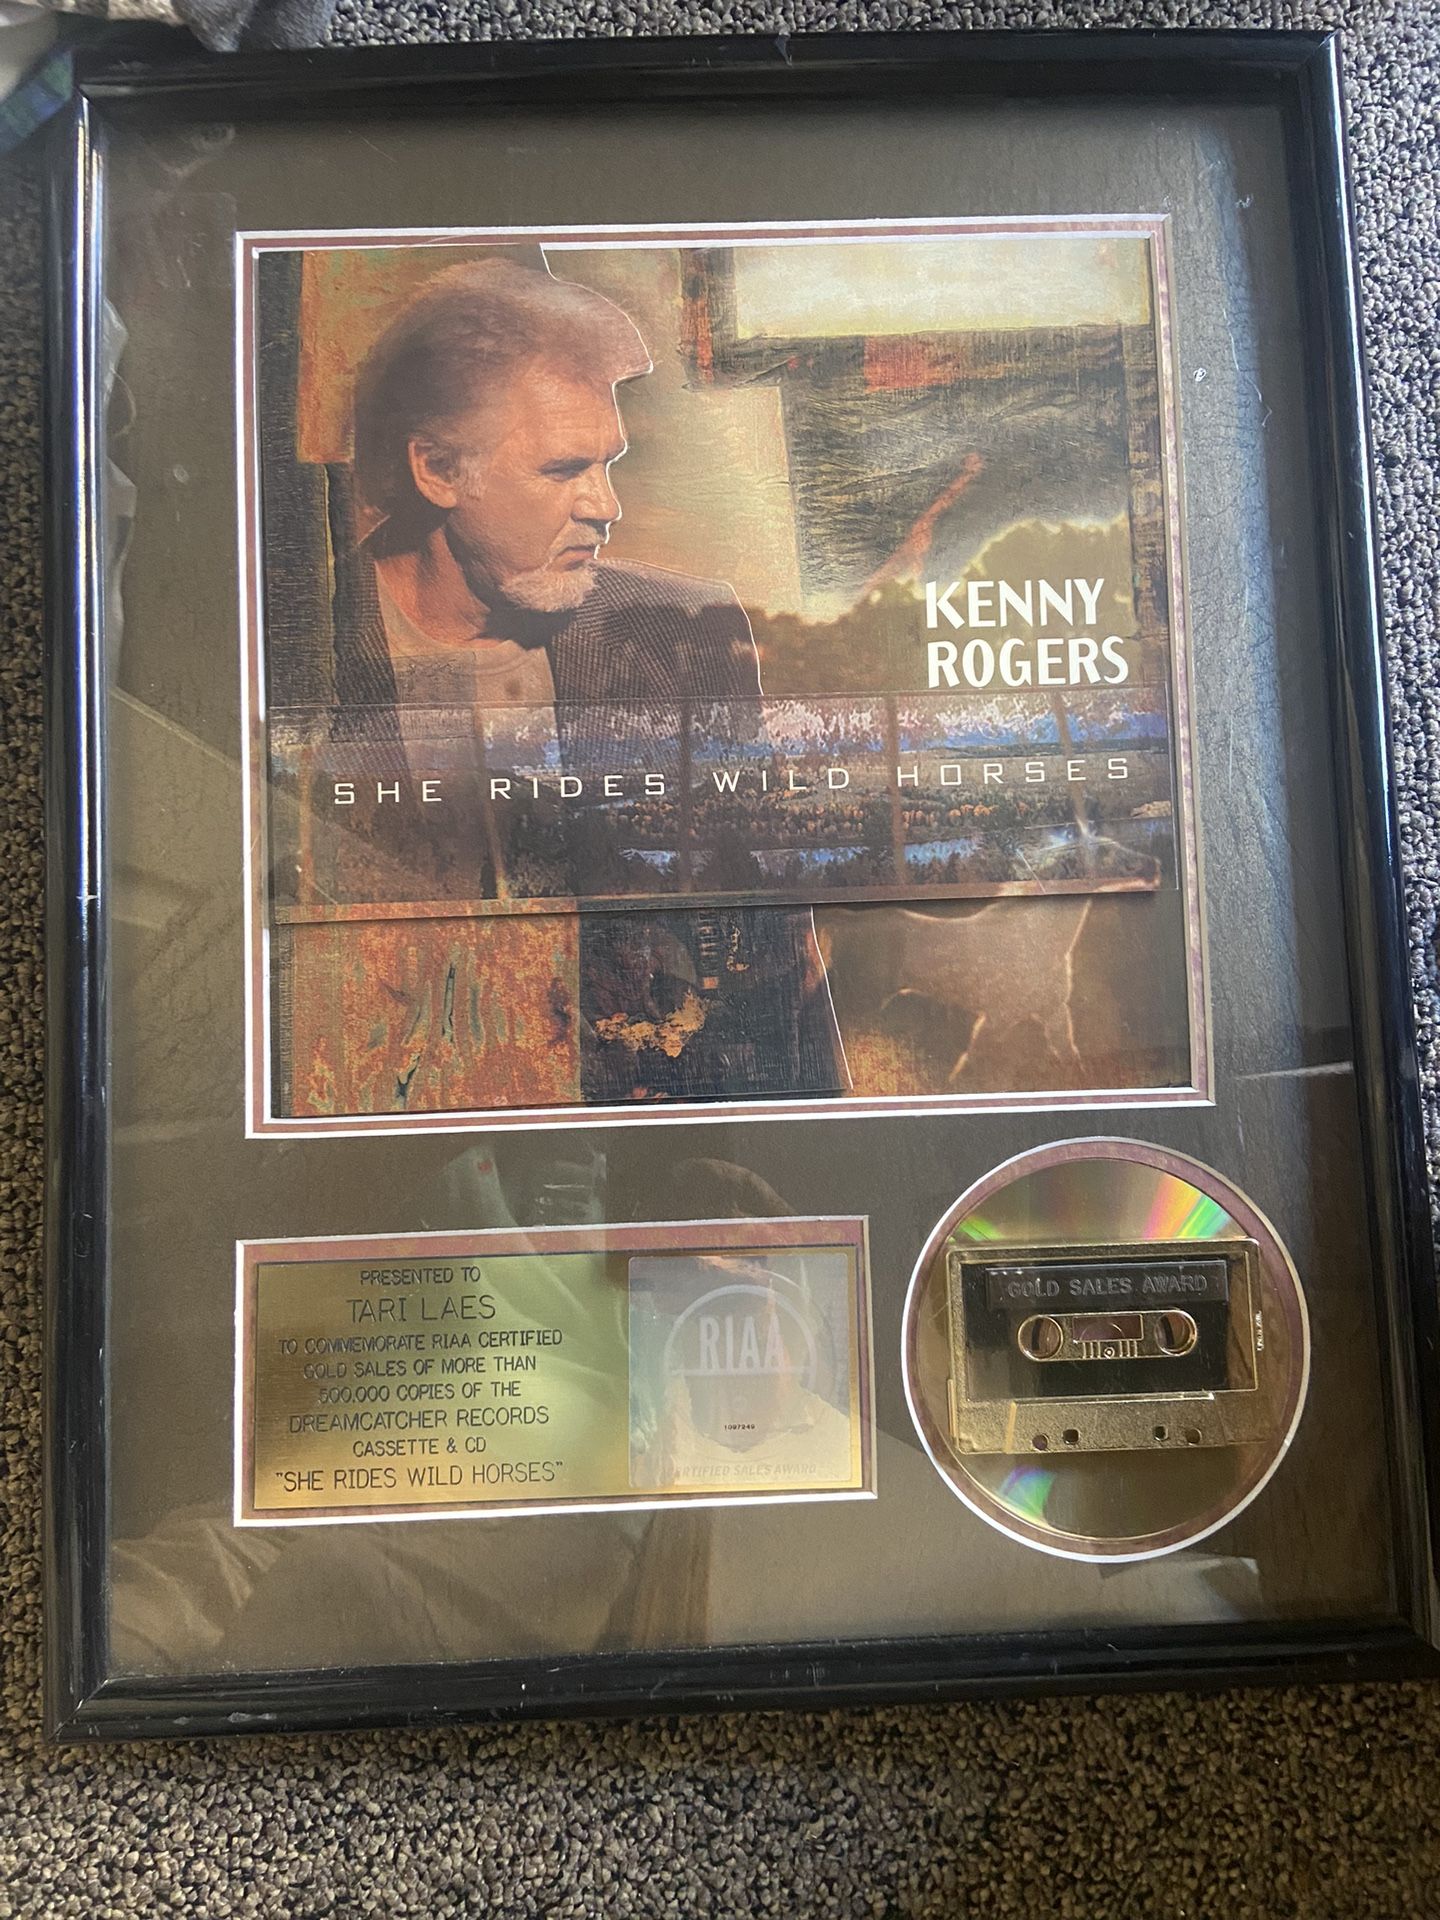 KENNY
ROGERS
SHE RIDES WILD HORSES
PRESENTED TO
TARI LAES
TO COMMEMORATE RIAA CERTIFIED
GOLD SALES OF MORE THAN
500,000 COPIES OF THE
DREAMCATCHER RECORDS
CASSETTE & CD
"SHE RIDES WILD HORSES"
RIAA
1097249
CERTIFIED SALES AWARD
GOLD SALES AWARD